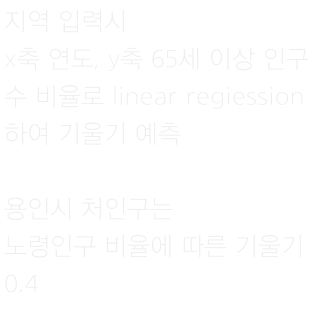 지역 입력시
x축 연도, y축 65세 이상 인구
수 비율로 linear regiession
하여 기울기 예측
용인시 처인구는
노령인구 비율에 따른 기울기
0.4